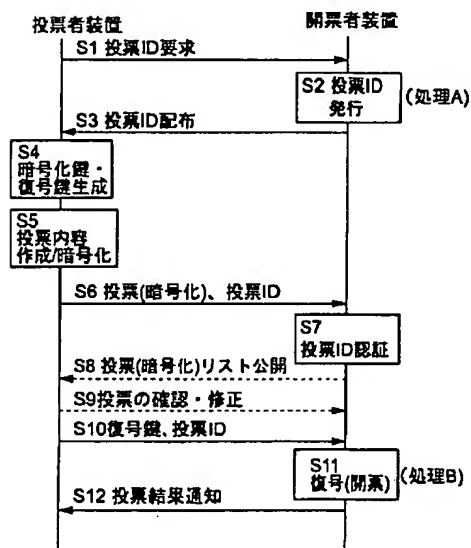 投票者装置
開票者装置
S1 投票ID要求
S2 投票ID
発行
(処理A)
S3 投票ID配布
S4
暗号化鍵・
復号鍵生成
S5
投票内容
作成/暗号化
S6 投票(暗号化)、投票ID
S7
投票ID認証
S8 投票(暗号化)リスト公開
S9投票の確認・修正
S10復号鍵、投票ID
S11
復号(開票)
(処理B)
S12 投票結果通知